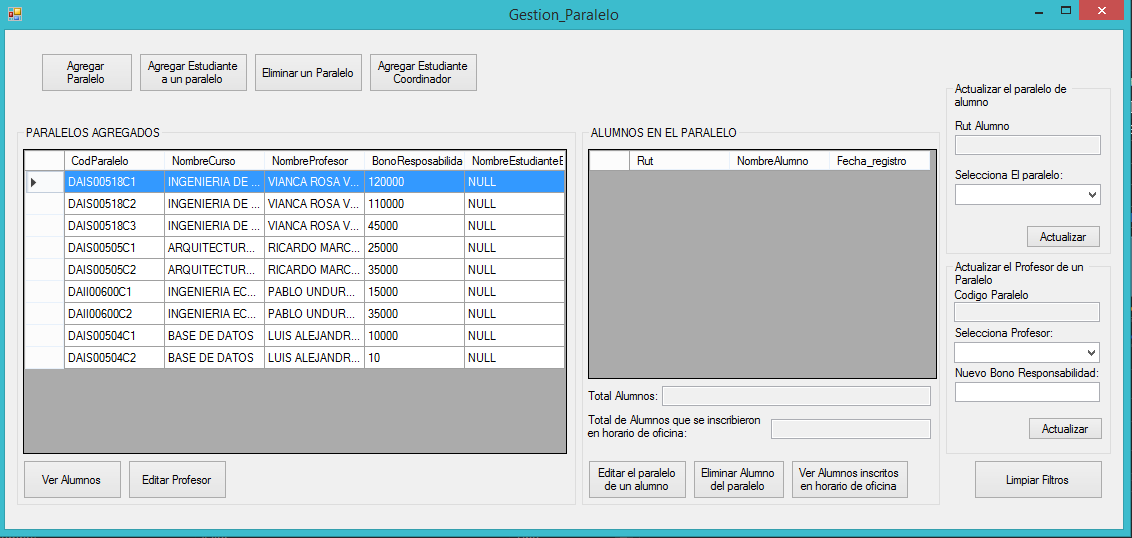 Gestion_Paralelo
Agregar
Paralelo
Agregar Estudiante
a un paralelo
Eliminar un Paralelo
Agregar Estudiante
Coordinador
PARALELOS AGREGADOS
CodParalelo NombreCurso NombreProfesor BonoResponsabilida NombreEstudianteE
DAIS00518C1 INGENIERIA DE ... VIANCA ROSA V... 120000 NULL
DAIS00518C2 INGENIERIA DE ... VIANCA ROSA V... 110000 NULL
DAIS00518C3 INGENIERIA DE ... VIANCA ROSA V... 45000 NULL
DAIS00505C1 ARQUITECTUR... RICARDO MARC... 25000 NULL
DAIS00505C2 ARQUITECTUR... RICARDO MARC... 35000 NULL
DAII00600C1 INGENIERIA EC... PABLO UNDUR... 15000 NULL
DAII00600C2 INGENIERIA EC... PABLO UNDUR... 35000 NULL
DAIS00504C1 BASE DE DATOS LUIS ALEJANDR... 10000 NULL
DAIS00504C2 BASE DE DATOS LUIS ALEJANDR... 10 NULL
Ver Alumnos
Editar Profesor
ALUMNOS EN EL PARALELO
Rut NombreAlumno Fecha_registro
Total Alumnos:
Total de Alumnos que se inscribieron
en horario de oficina:
Editar el paralelo
de un alumno
Eliminar Alumno
del paralelo
Ver Alumnos inscritos
en horario de oficina
Actualizar el paralelo de
alumno
Rut Alumno
Selecciona El paralelo:
Actualizar
Actualizar el Profesor de un
Paralelo
Codigo Paralelo
Selecciona Profesor:
Nuevo Bono Responsabilidad:
Actualizar
Limpiar Filtros